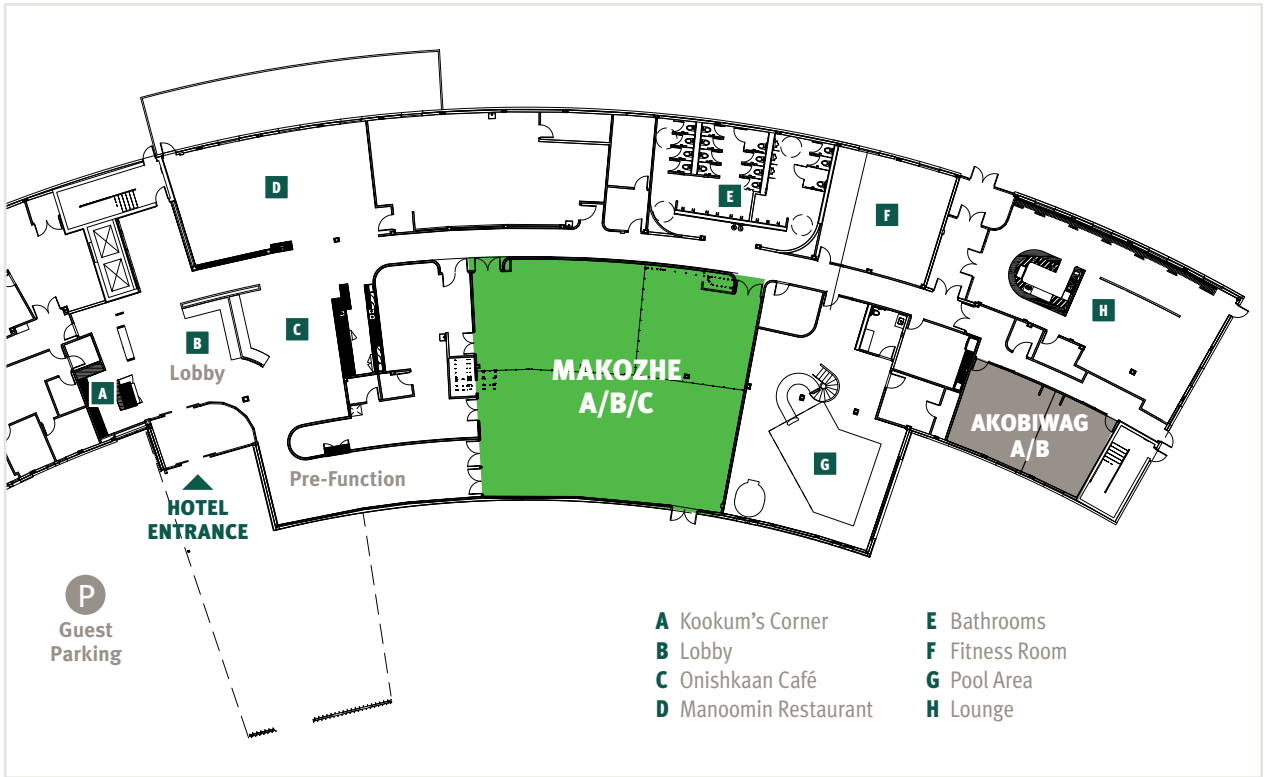 D
E
F
H
C
B
Lobby
A
MAKOZHE
A/B/C
AKOBIWAG
A/B
G
Pre-Function
HOTEL
ENTRANCE
P
Guest
Parking
A Kookum's Corner
B Lobby
C Onishkaan Café
D Manoomin Restaurant
E Bathrooms
F Fitness Room
G Pool Area
H Lounge